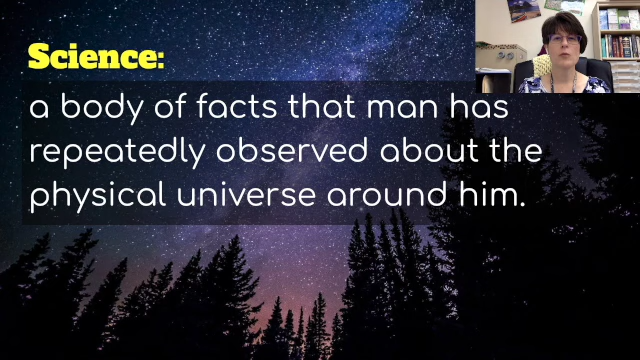 Science:
a body of facts that man has
repeatedly observed about the
physical universe around him.